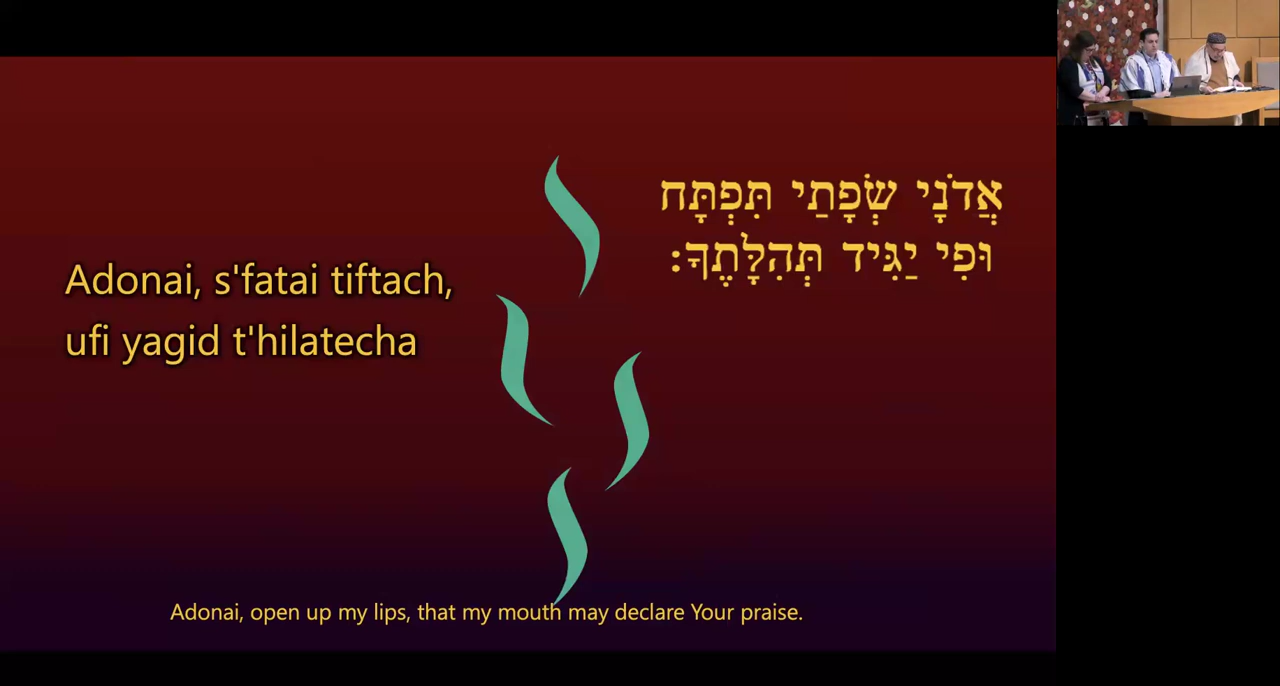 אֲדֹנָי שְׂפָתַי תִּפְתָּח
וּפִי יַגִּיד תְּהִלָּתֶךָ:
Adonai, s'fatai tiftach,
ufi yagid t'hilatecha
Adonai, open up my lips, that my mouth may declare Your praise.